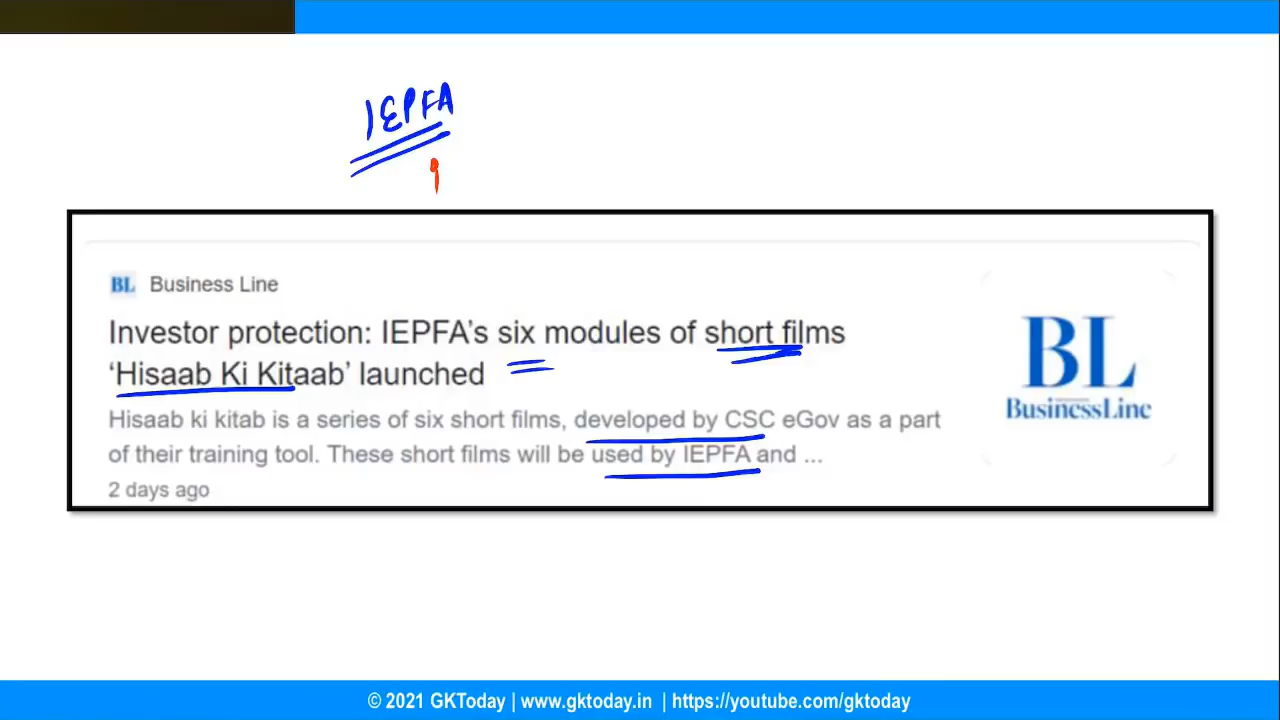 IEPFA
BL Business Line
Investor protection: IEPFA's six modules of short films
'Hisaab Ki Kitaab' launched
Hisaab ki kitab is a series of six short films, developed by CSC eGov as a part
of their training tool. These short films will be used by IEPFA and ...
2 days ago
BL
BusinessLine
© 2021 GKToday | www.gktoday.in | https://youtube.com/gktoday